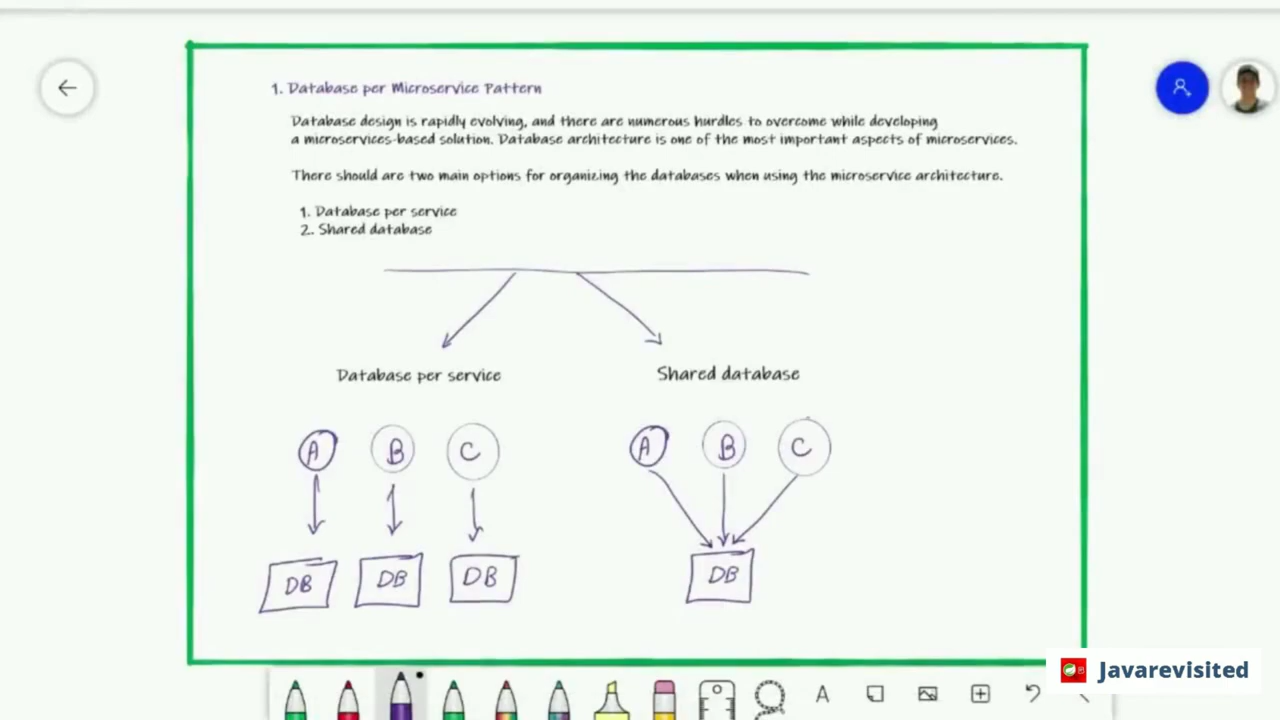 1. Database per Microservice Pattern
Database design is rapidly evolving, and there are numerous hurdles to overcome while developing
a microservices-based solution. Database architecture is one of the most important aspects of microservices.
There should are two main options for organizing the databases when using the microservice architecture.
1. Database per service
2. Shared database
Database per service
Shared database
A B C
A B C
DB DB DB
DB
Javarevisited
A